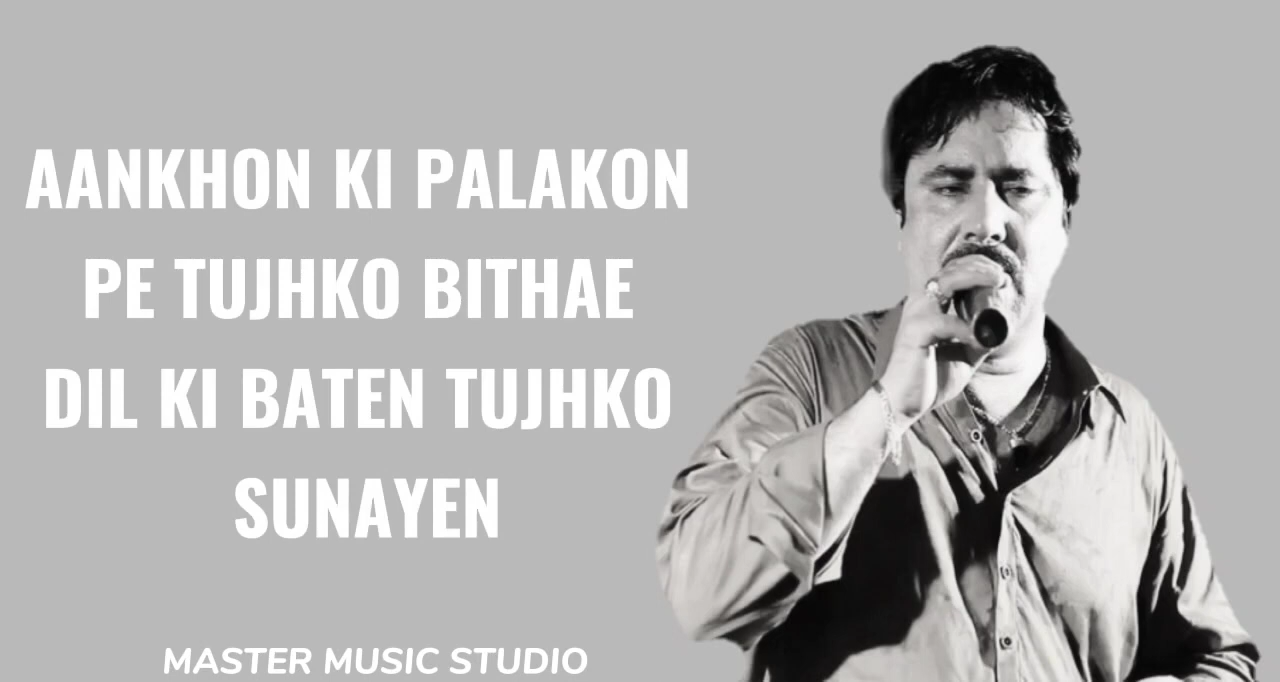 AANKHON KI PALAKON
PE TUJHKO BITHAE
DIL KI BATEN TUJHKO
SUNAYEN
MASTER MUSIC STUDIO